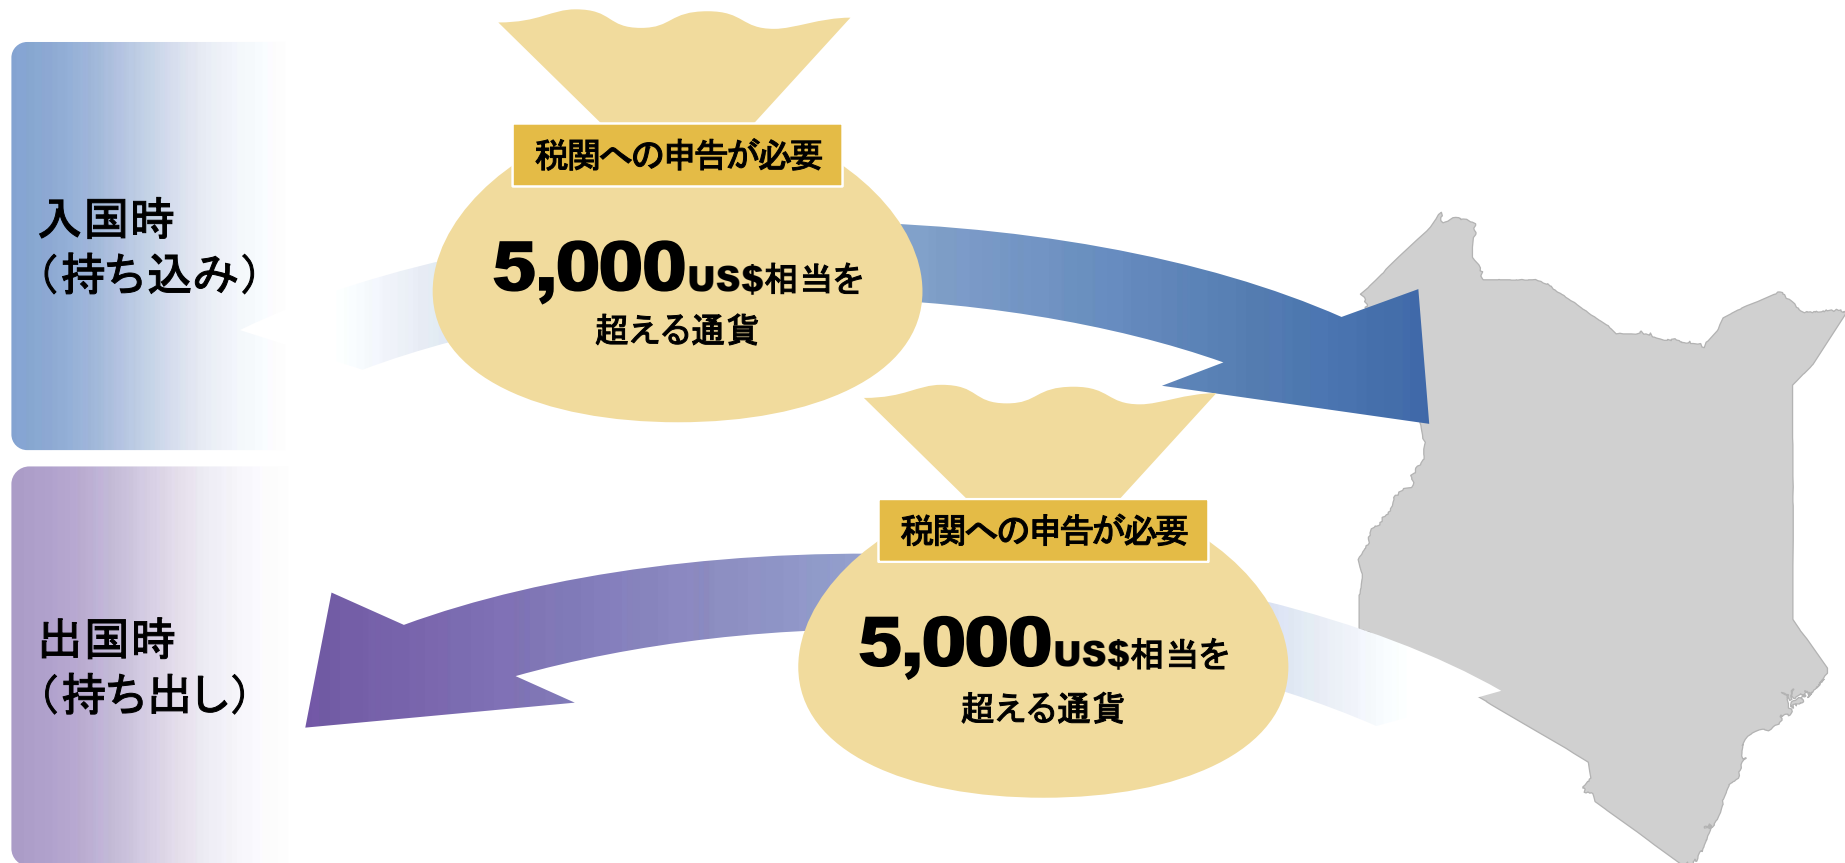 入国時
（持ち込み）
税関への申告が必要
5,000US$相当を
超える通貨
出国時
（持ち出し）
税関への申告が必要
5,000US$相当を
超える通貨